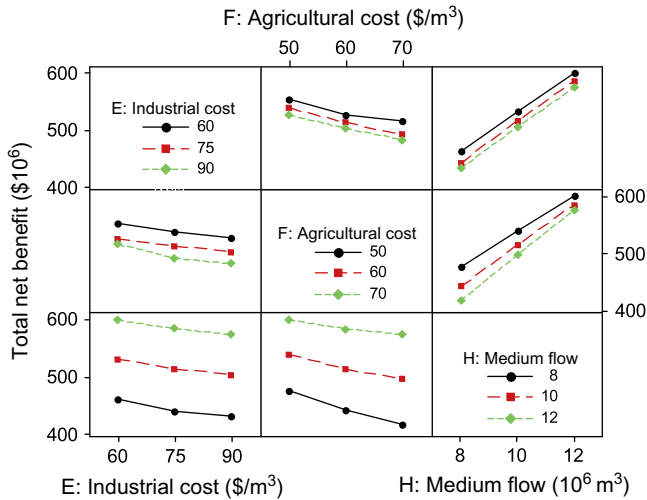 F: Agricultural cost ($/m³)
50 60 70
Total net benefit ($10⁶)
600
500
400
E: Industrial cost
60
75
90
600
500
400
F: Agricultural cost
50
60
70
600
500
400
H: Medium flow
8
10
12
60 75 90
8 10 12
E: Industrial cost ($/m³)
H: Medium flow (10⁶ m³)